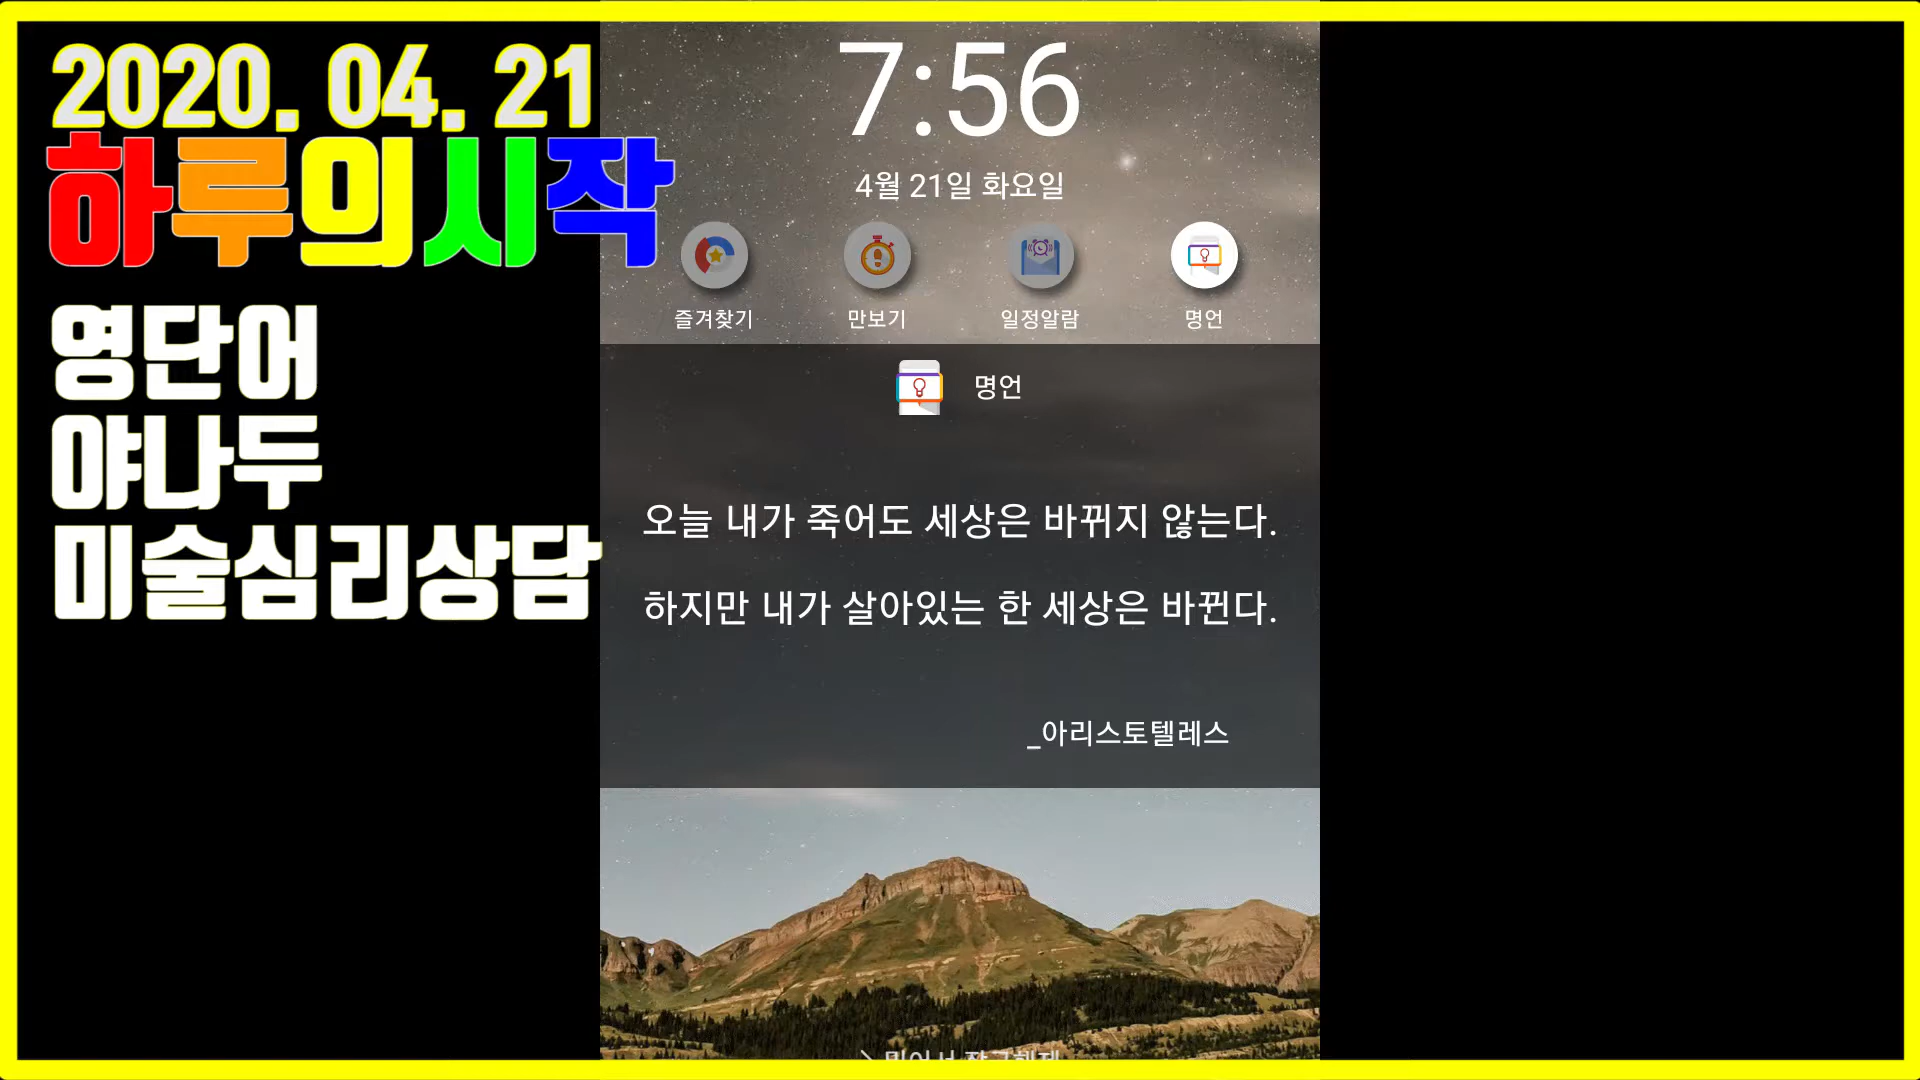 2020. 04. 21
하루의시작
영단어
야나두
미술심리상담
7:56
4월 21일 화요일
즐겨찾기
만보기
일정알람
명언
명언
오늘 내가 죽어도 세상은 바뀌지 않는다.
하지만 내가 살아있는 한 세상은 바뀐다.
_아리스토텔레스